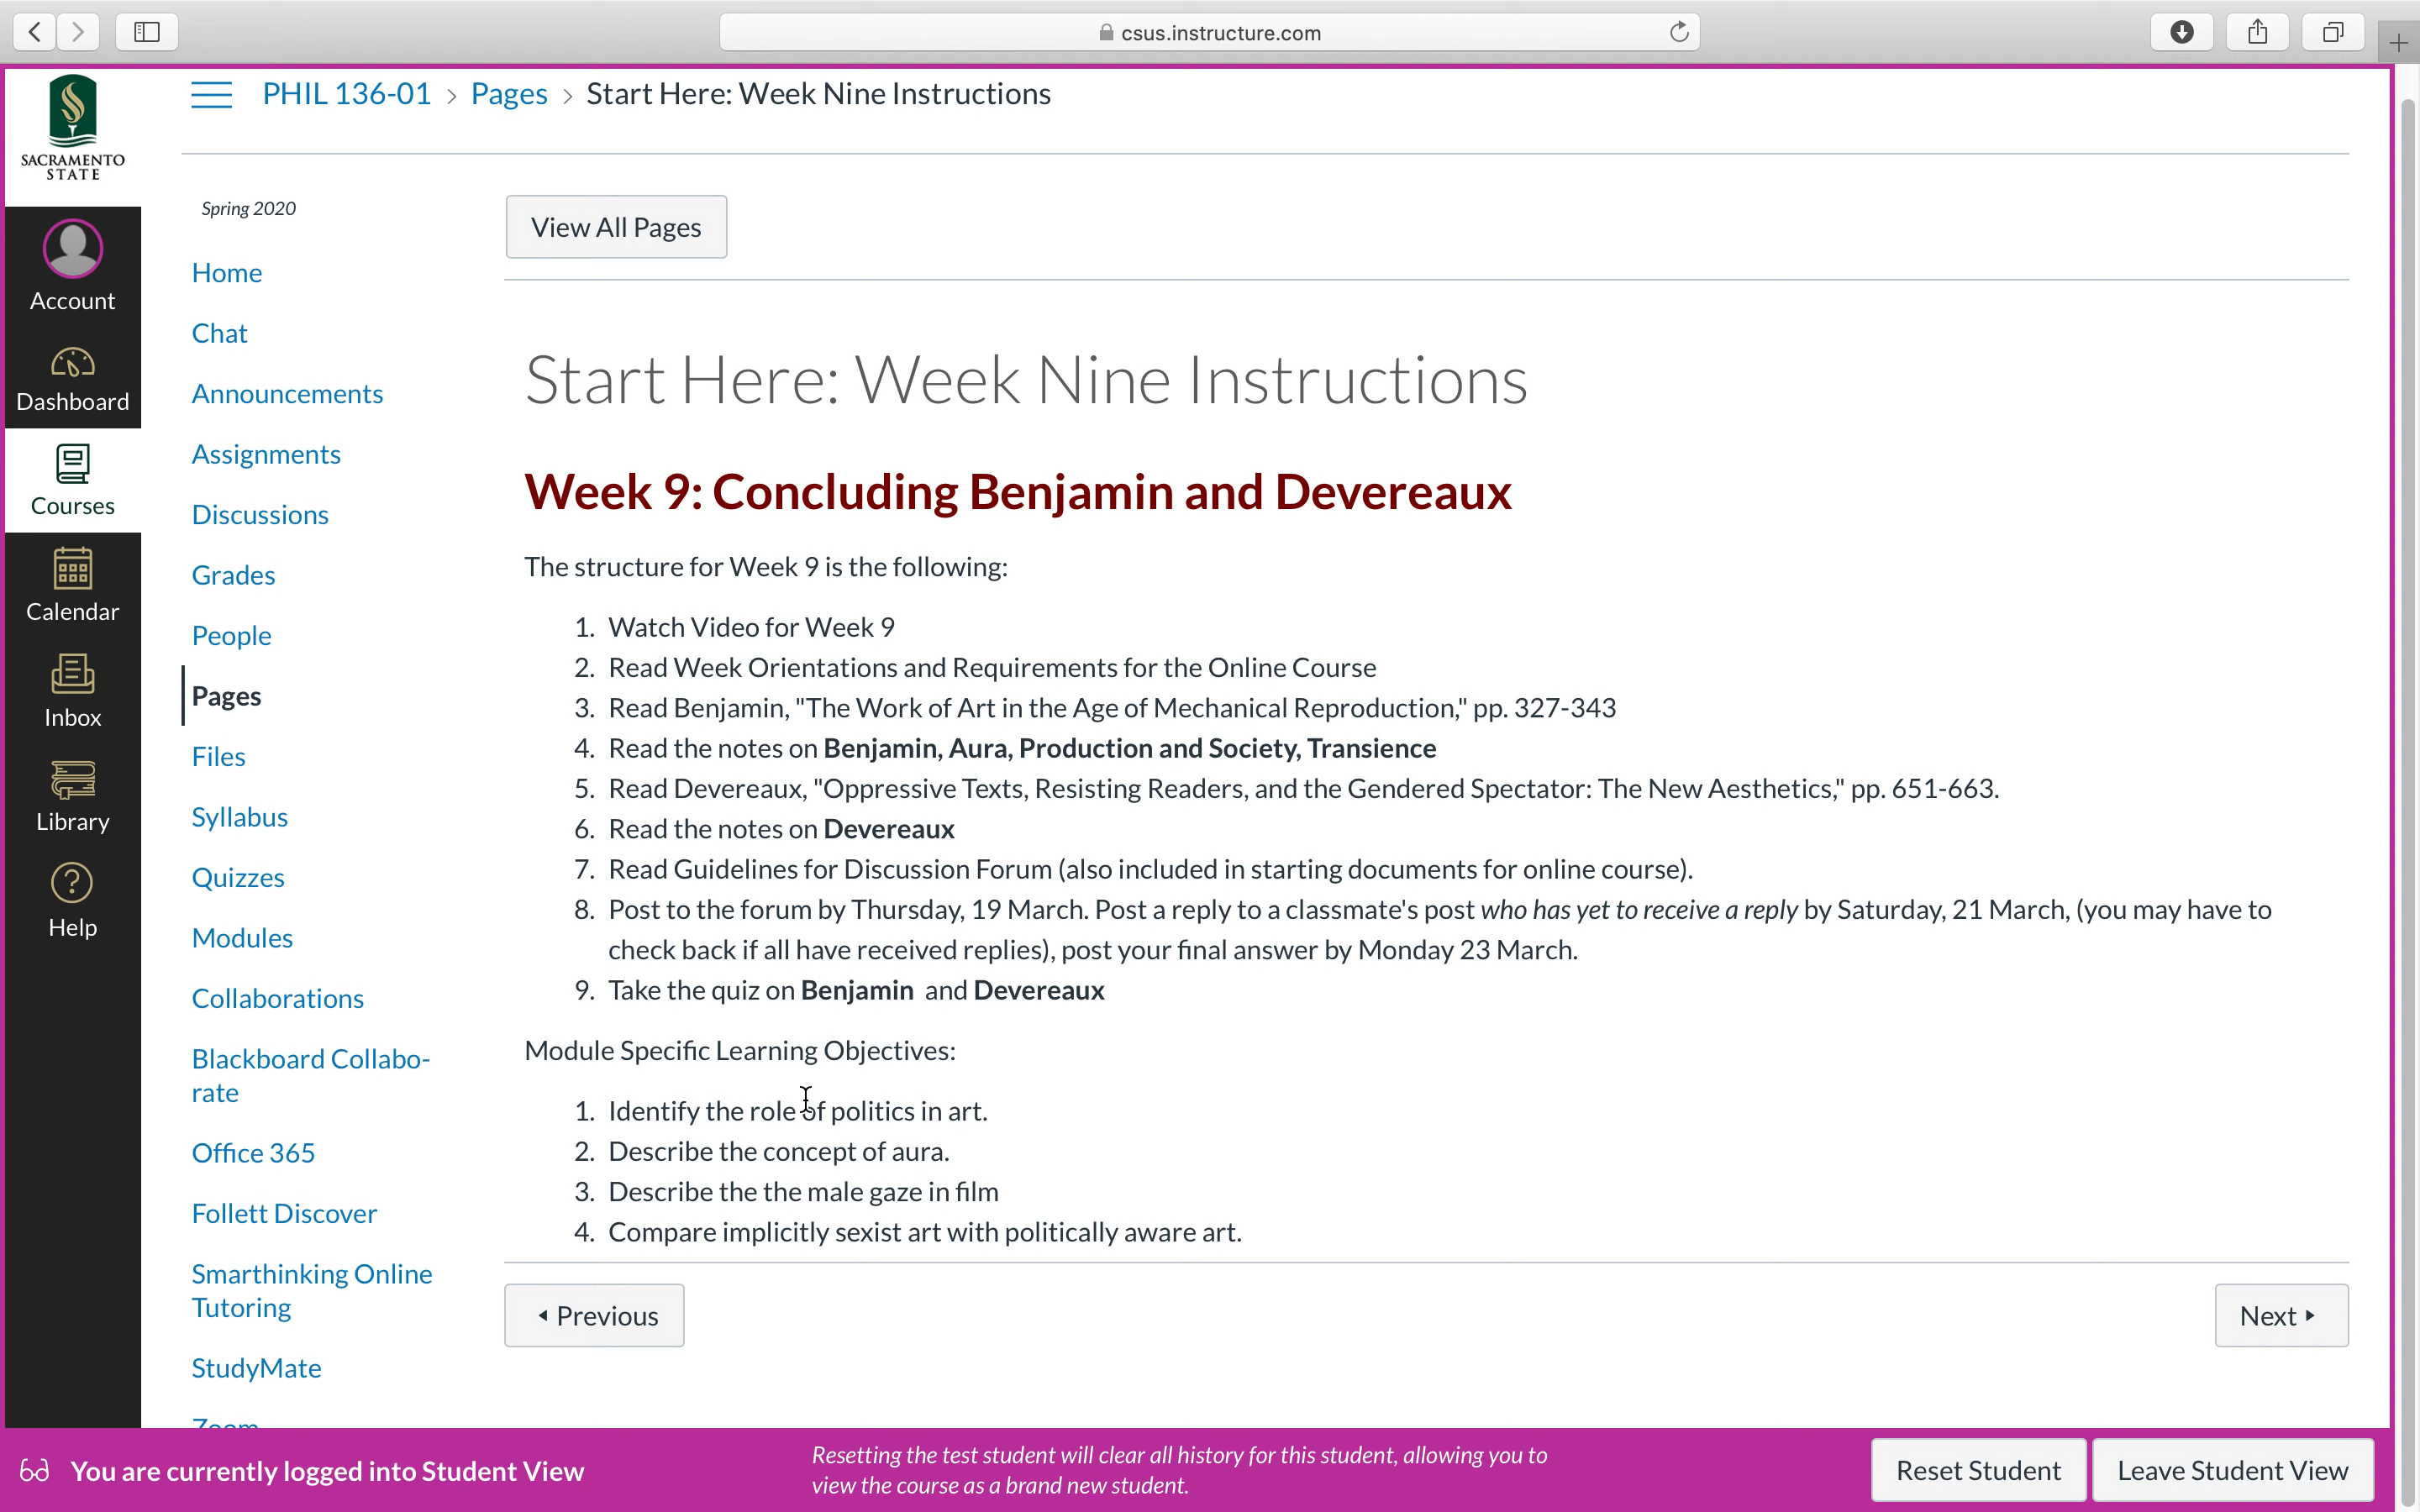 csus.instructure.com
SACRAMENTO
STATE
PHIL 136-01 > Pages > Start Here: Week Nine Instructions
Account
Dashboard
Courses
Calendar
Inbox
Library
Help
Spring 2020
Home
Chat
Announcements
Assignments
Discussions
Grades
People
Pages
Files
Syllabus
Quizzes
Modules
Collaborations
Blackboard Collabo-
rate
Office 365
Follett Discover
Smarthinking Online
Tutoring
StudyMate
Zoom
View All Pages
Start Here: Week Nine Instructions
Week 9: Concluding Benjamin and Devereaux
The structure for Week 9 is the following:
1. Watch Video for Week 9
2. Read Week Orientations and Requirements for the Online Course
3. Read Benjamin, "The Work of Art in the Age of Mechanical Reproduction," pp. 327-343
4. Read the notes on Benjamin, Aura, Production and Society, Transience
5. Read Devereaux, "Oppressive Texts, Resisting Readers, and the Gendered Spectator: The New Aesthetics," pp. 651-663.
6. Read the notes on Devereaux
7. Read Guidelines for Discussion Forum (also included in starting documents for online course).
8. Post to the forum by Thursday, 19 March. Post a reply to a classmate's post who has yet to receive a reply by Saturday, 21 March, (you may have to
check back if all have received replies), post your final answer by Monday 23 March.
9. Take the quiz on Benjamin and Devereaux
Module Specific Learning Objectives:
1. Identify the role of politics in art.
2. Describe the concept of aura.
3. Describe the the male gaze in film
4. Compare implicitly sexist art with politically aware art.
Previous
Next
You are currently logged into Student View
Resetting the test student will clear all history for this student, allowing you to
view the course as a brand new student.
Reset Student
Leave Student View